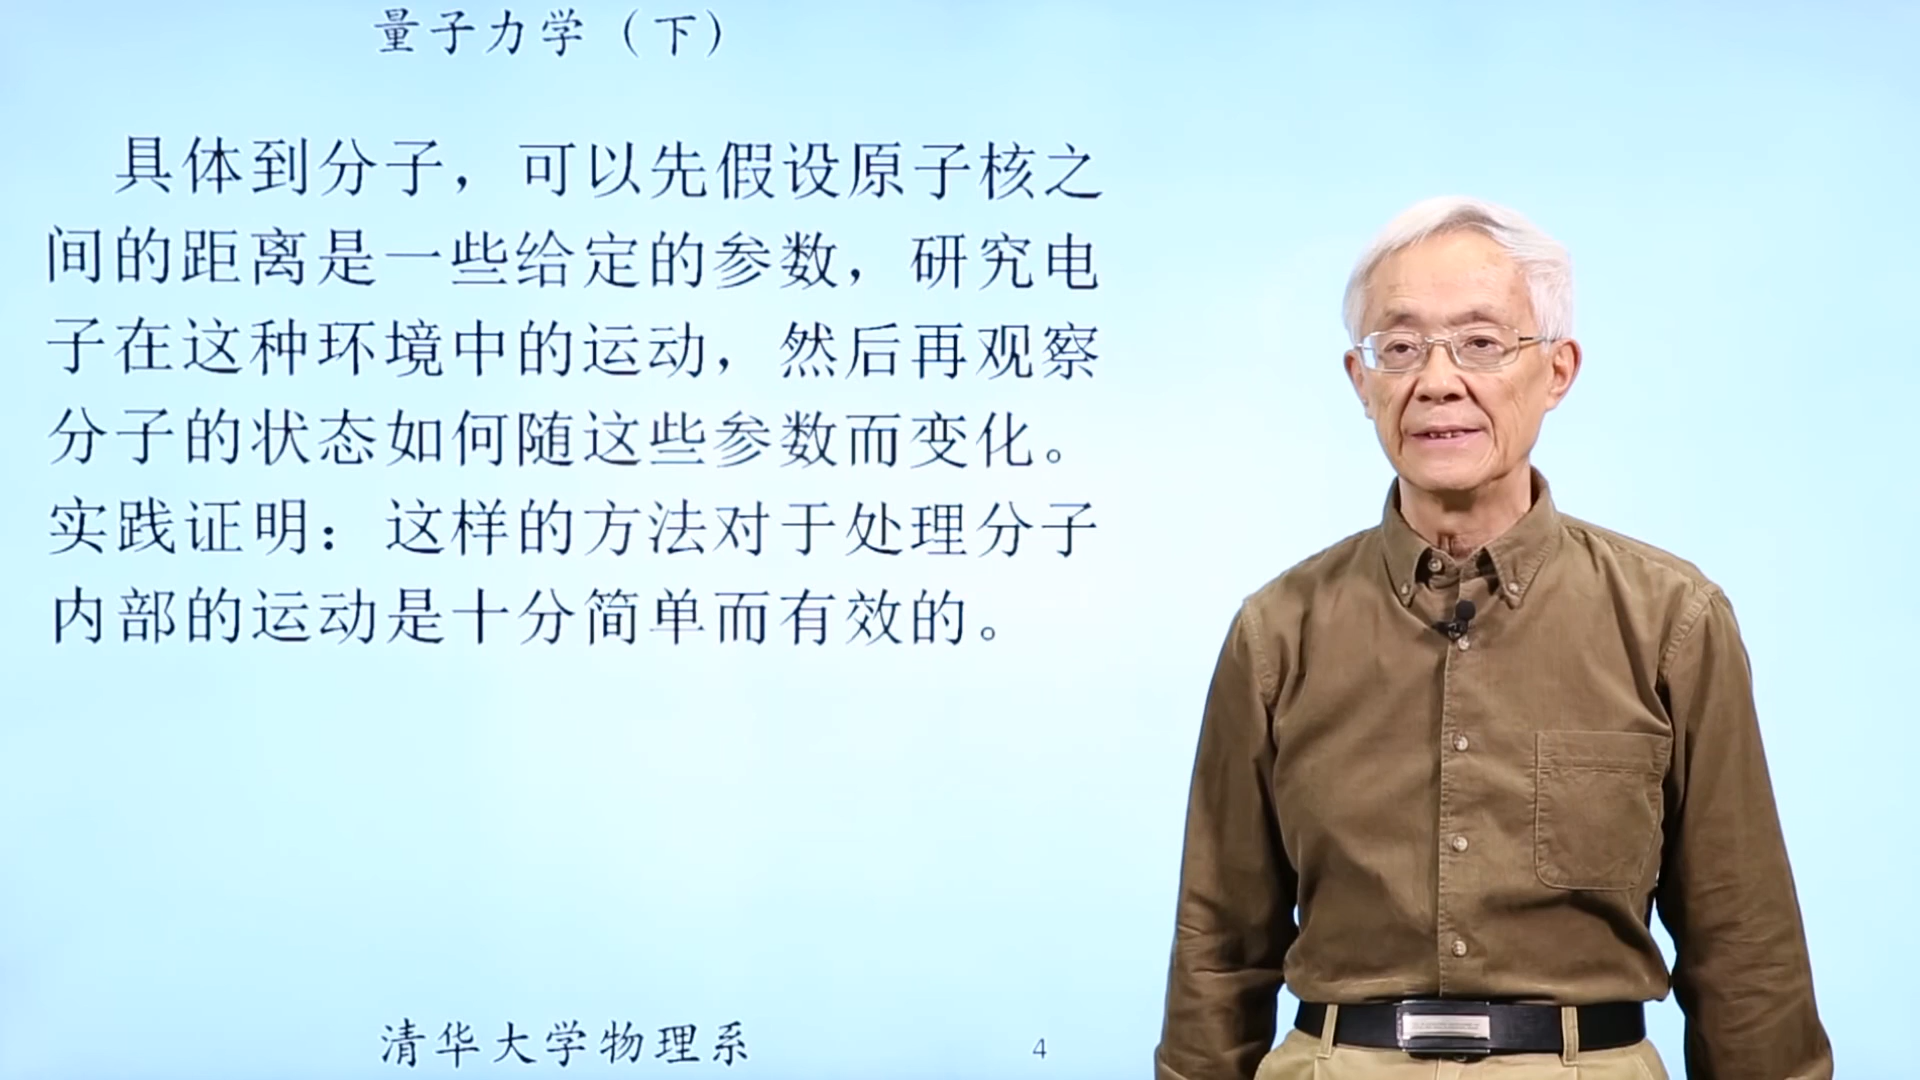 量子力学（下）
具体到分子，可以先假设原子核之
间的距离是一些给定的参数，研究电
子在这种环境中的运动，然后再观察
分子的状态如何随这些参数而变化。
实践证明：这样的方法对于处理分子
内部的运动是十分简单而有效的。
清华大学物理系
4